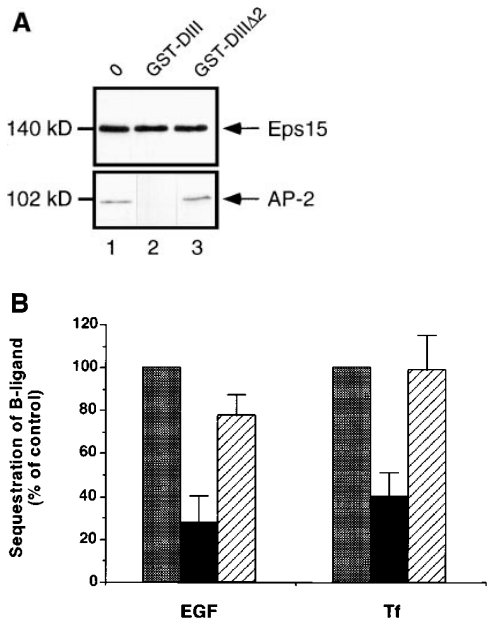 A
0 GST-DIII GST-DIIIΔ2
140 kD Eps15
102 kD AP-2
1 2 3
B
Sequestration of B-ligand
(% of control)
120
100
80
60
40
20
0
EGF Tf